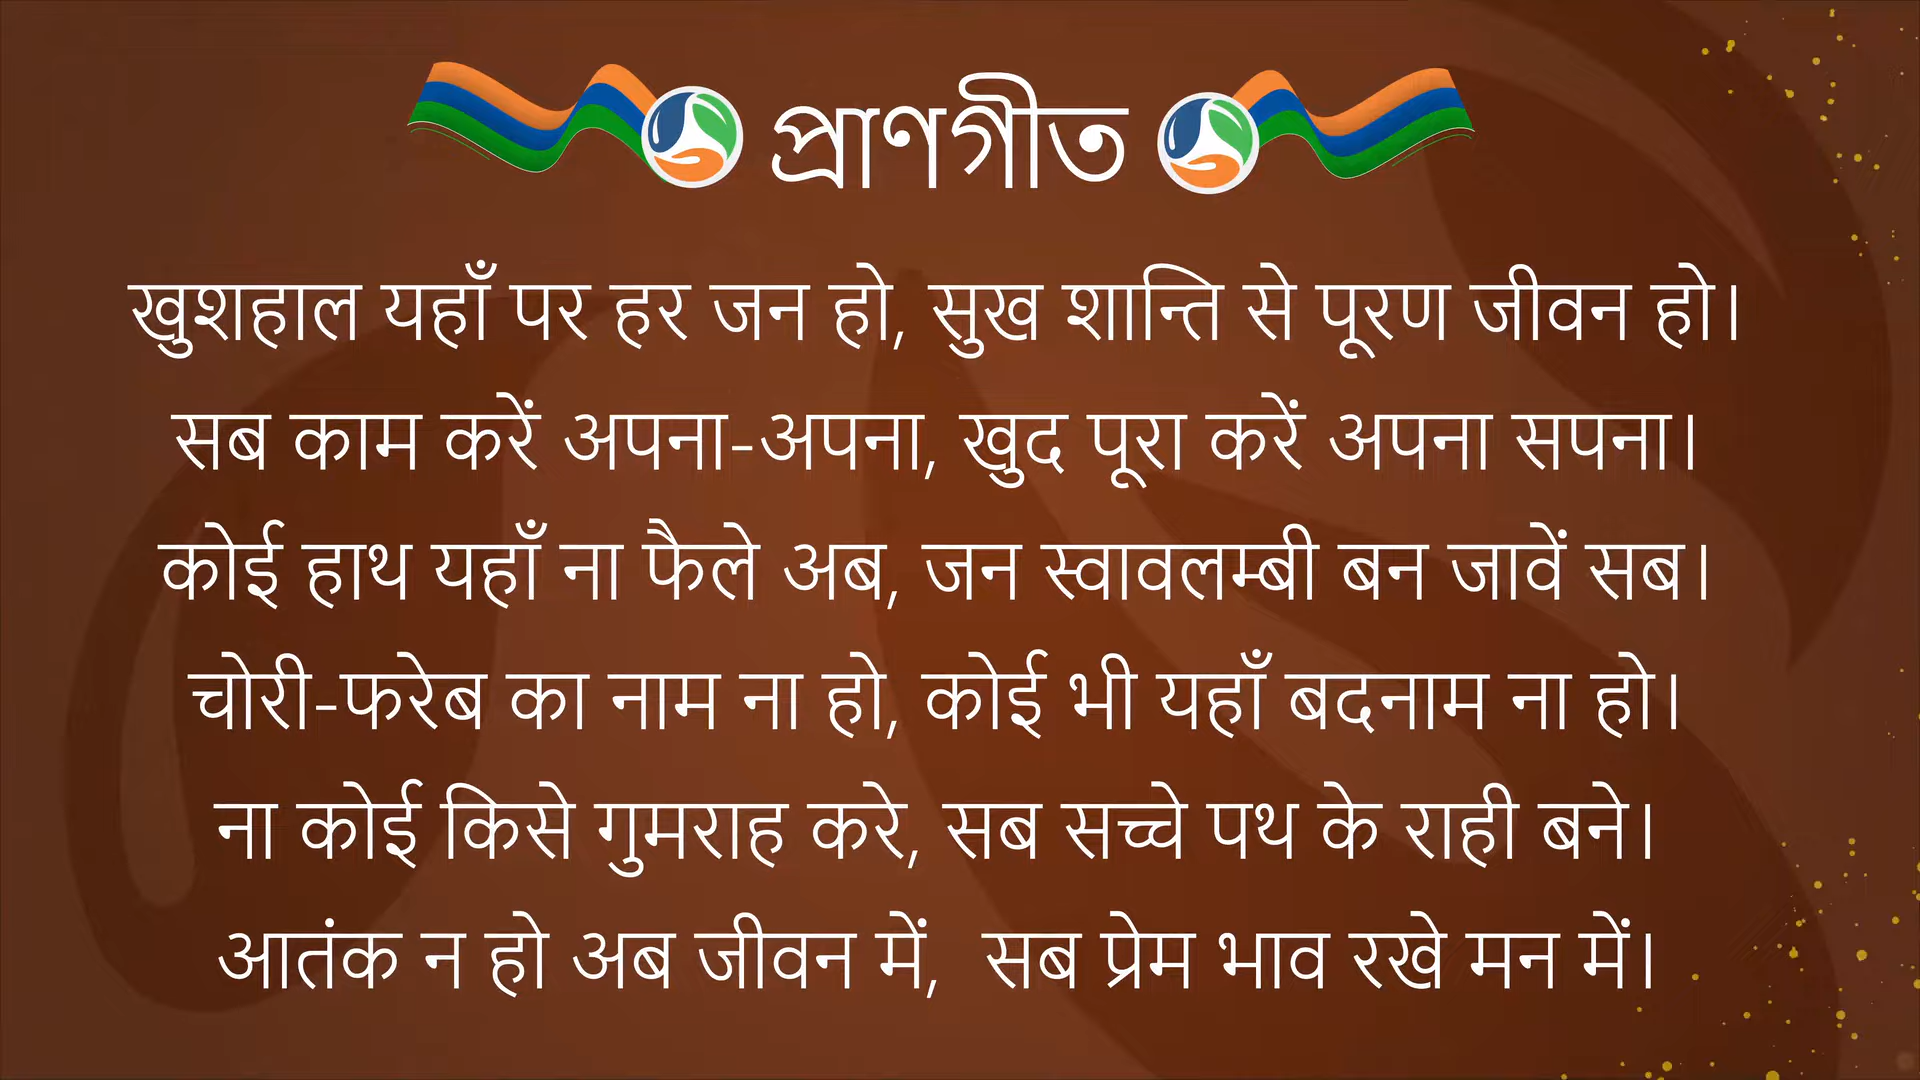 প্রাণগীত
खुशहाल यहाँ पर हर जन हो, सुख शान्ति से पूरण जीवन हो।
सब काम करें अपना-अपना, खुद पूरा करें अपना सपना।
कोई हाथ यहाँ ना फैले अब, जन स्वावलम्बी बन जावें सब।
चोरी-फरेब का नाम ना हो, कोई भी यहाँ बदनाम ना हो।
ना कोई किसे गुमराह करे, सब सच्चे पथ के राही बने।
आतंक न हो अब जीवन में, सब प्रेम भाव रखे मन में।